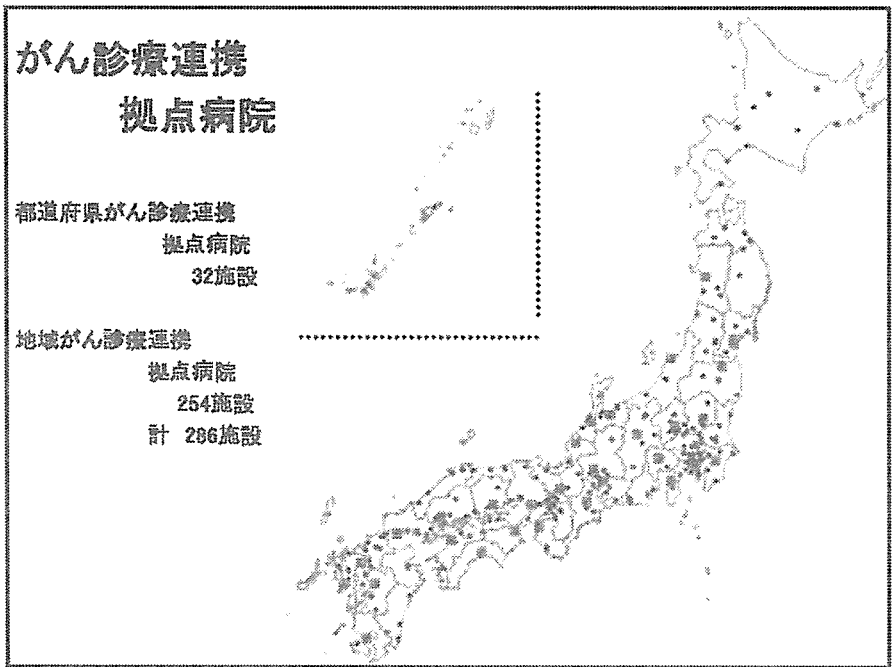 がん診療連携
拠点病院
都道府県がん診療連携
拠点病院
32施設
地域がん診療連携
拠点病院
254施設
計 286施設